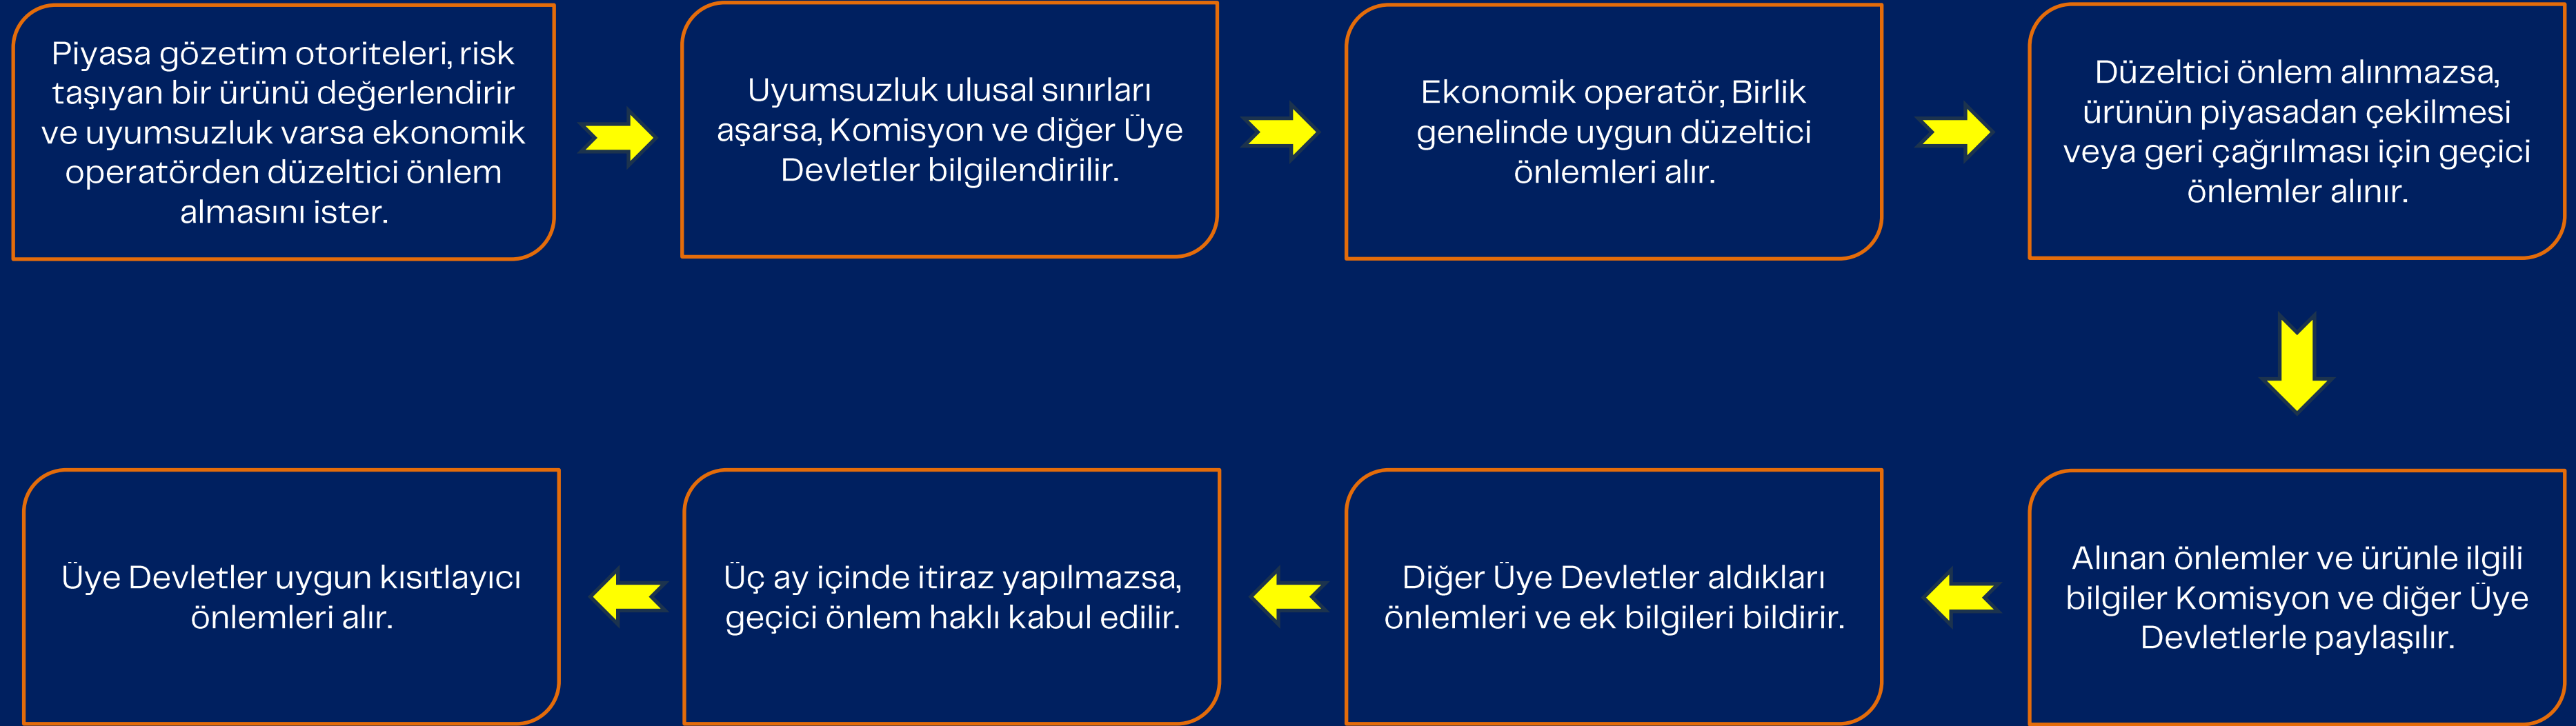 Piyasa gözetim otoriteleri, risk
taşıyan bir ürünü değerlendirir
ve uyumsuzluk varsa ekonomik
operatörden düzeltici önlem
almasını ister.
Uyumsuzluk ulusal sınırları
aşarsa, Komisyon ve diğer Üye
Devletler bilgilendirilir.
Ekonomik operatör, Birlik
genelinde uygun düzeltici
önlemleri alır.
Düzeltici önlem alınmazsa,
ürünün piyasadan çekilmesi
veya geri çağrılması için geçici
önlemler alınır.
Alınan önlemler ve ürünle ilgili
bilgiler Komisyon ve diğer Üye
Devletlerle paylaşılır.
Diğer Üye Devletler aldıkları
önlemleri ve ek bilgileri bildirir.
Üç ay içinde itiraz yapılmazsa,
geçici önlem haklı kabul edilir.
Üye Devletler uygun kısıtlayıcı
önlemleri alır.